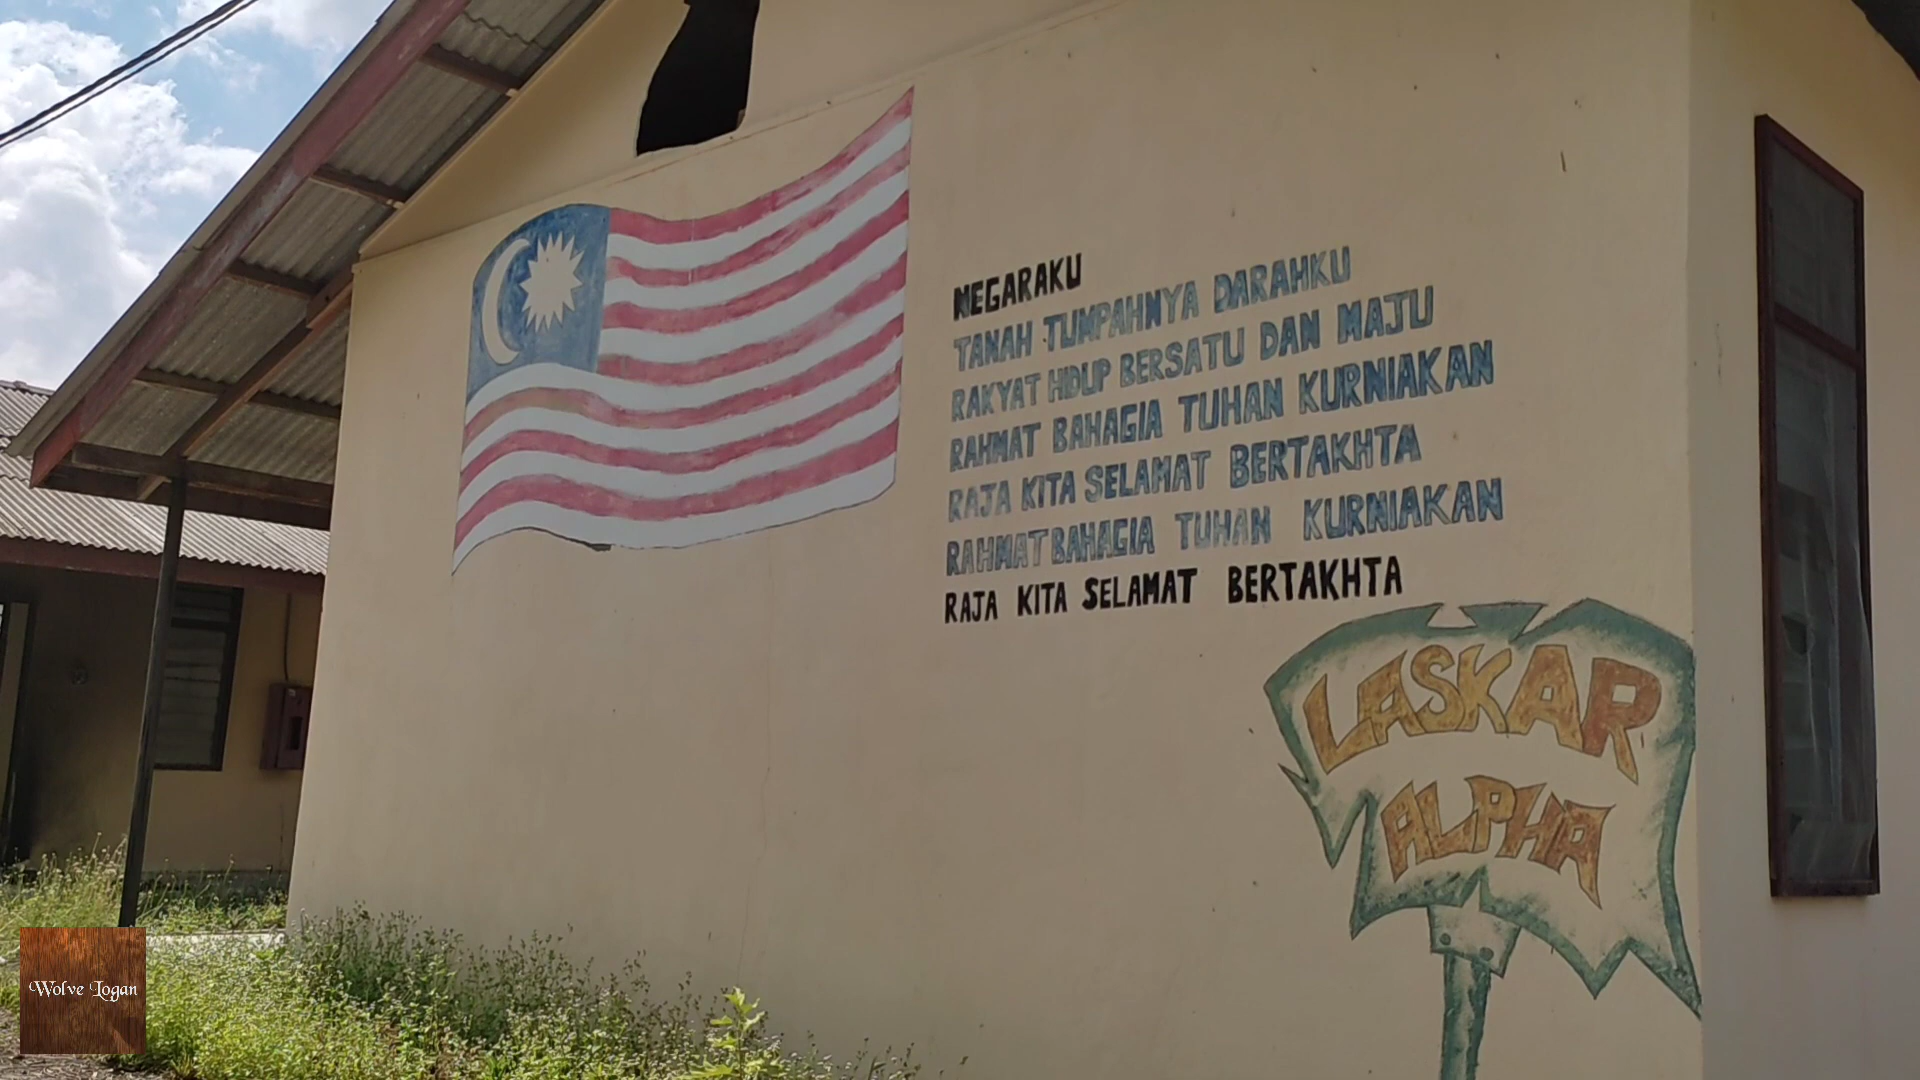 NEGARAKU
TANAH TUMPAHNYA DARAHKU
RAKYAT HIDUP BERSATU DAN MAJU
RAHMAT BAHAGIA TUHAN KURNIAKAN
RAJA KITA SELAMAT BERTAKHTA
RAHMAT BAHAGIA TUHAN KURNIAKAN
RAJA KITA SELAMAT BERTAKHTA
LASKAR
ALPHA
Wolve Logan